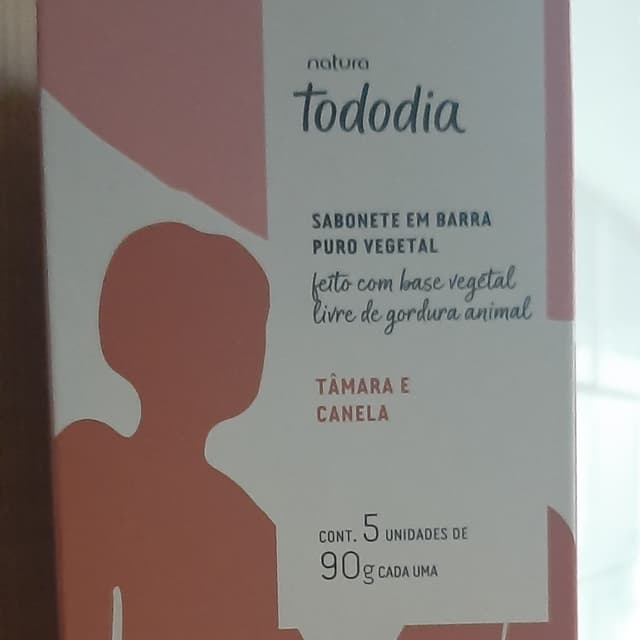 natura
tododia
SABONETE EM BARRA
PURO VEGETAL
feito com base vegetal
livre de gordura animal
TÂMARA E
CANELA
CONT. 5 UNIDADES DE
90g CADA UMA